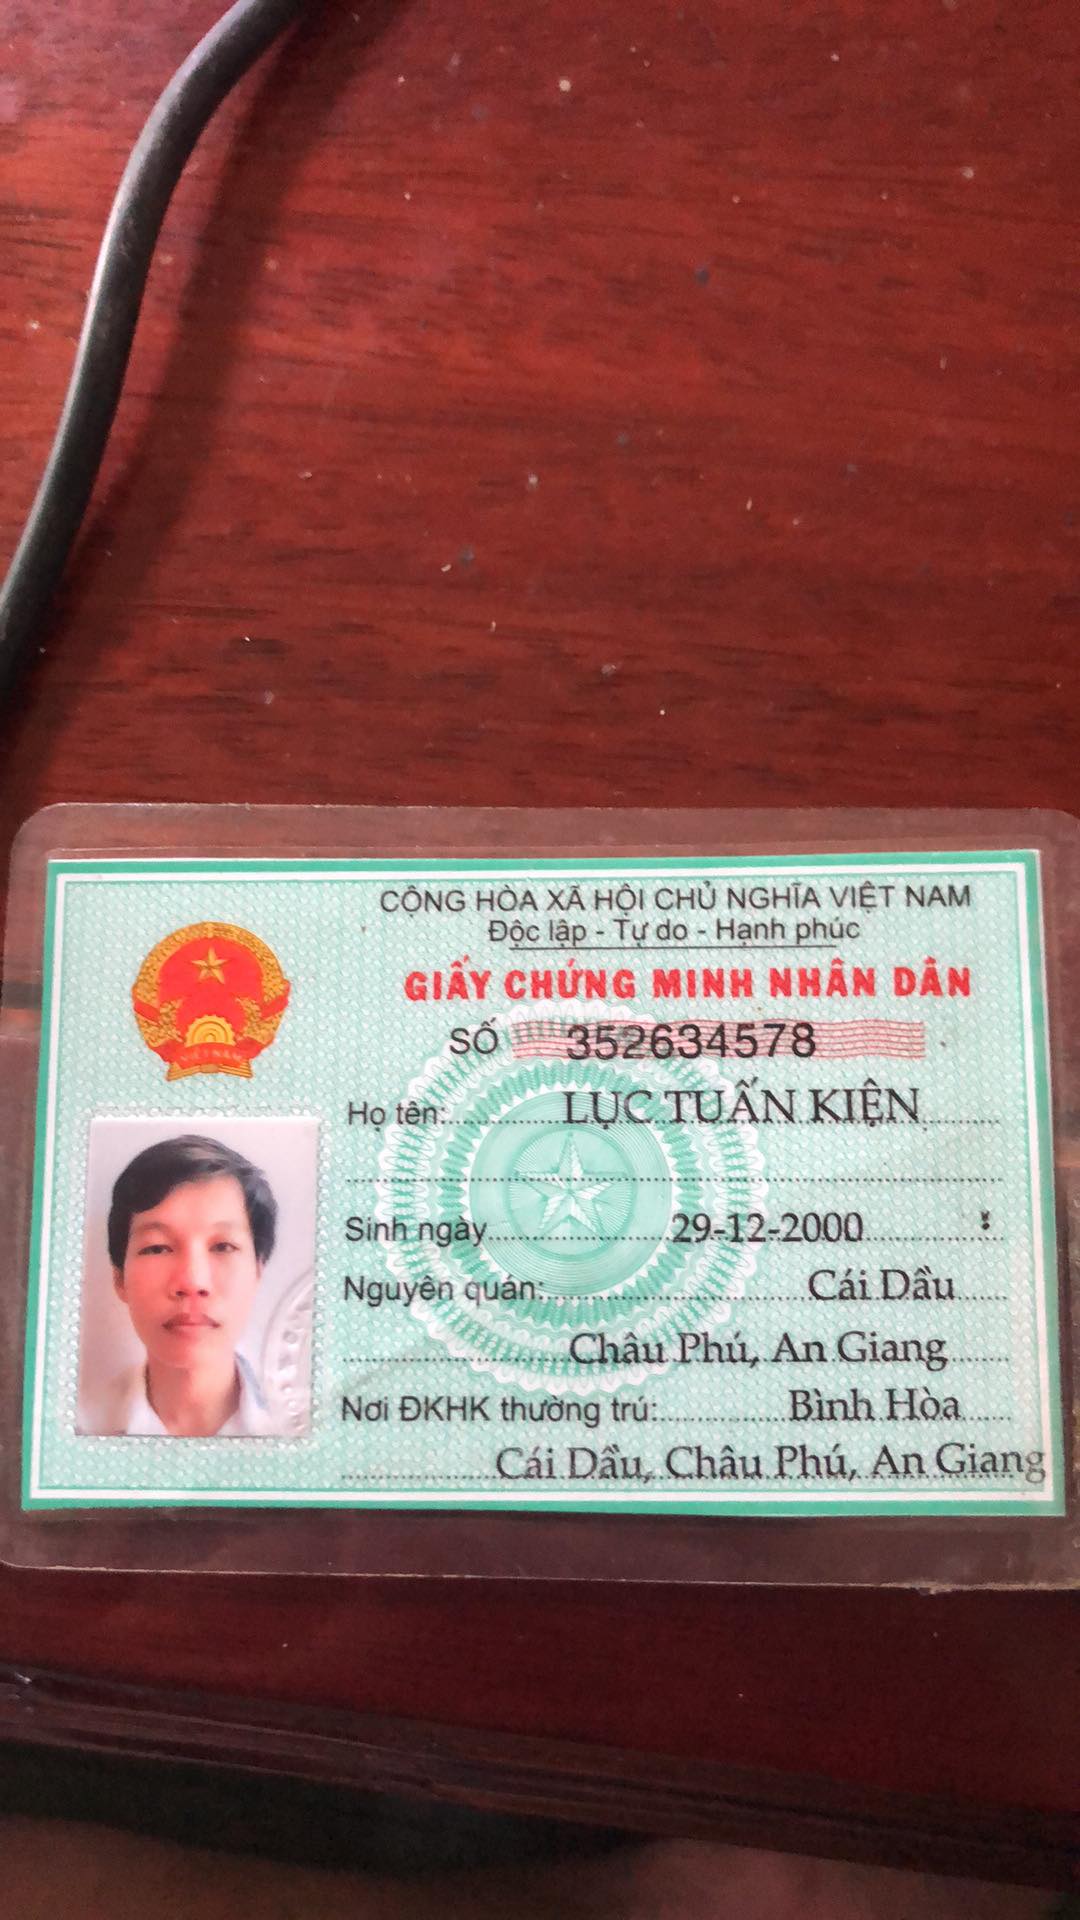 CỘNG HÒA XÃ HỘI CHỦ NGHĨA VIỆT NAM
Độc lập - Tự do - Hạnh phúc
GIẤY CHỨNG MINH NHÂN DÂN
SỐ 352634578
Họ tên: LỤC TUẤN KIỆN
Sinh ngày 29-12-2000
Nguyên quán: Cái Dầu
Châu Phú, An Giang
Nơi ĐKHK thường trú: Bình Hòa
Cái Dầu, Châu Phú, An Giang
VIỆT NAM